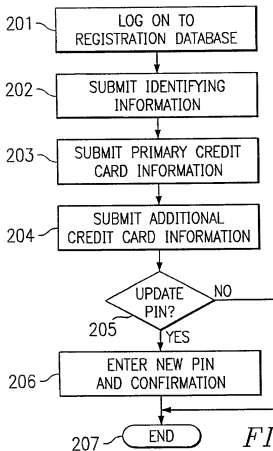 201
LOG ON TO
REGISTRATION DATABASE
202
SUBMIT IDENTIFYING
INFORMATION
203
SUBMIT PRIMARY CREDIT
CARD INFORMATION
204
SUBMIT ADDITIONAL
CREDIT CARD INFORMATION
UPDATE
PIN?
NO
205
YES
206
ENTER NEW PIN
AND CONFIRMATION
207
END
FI